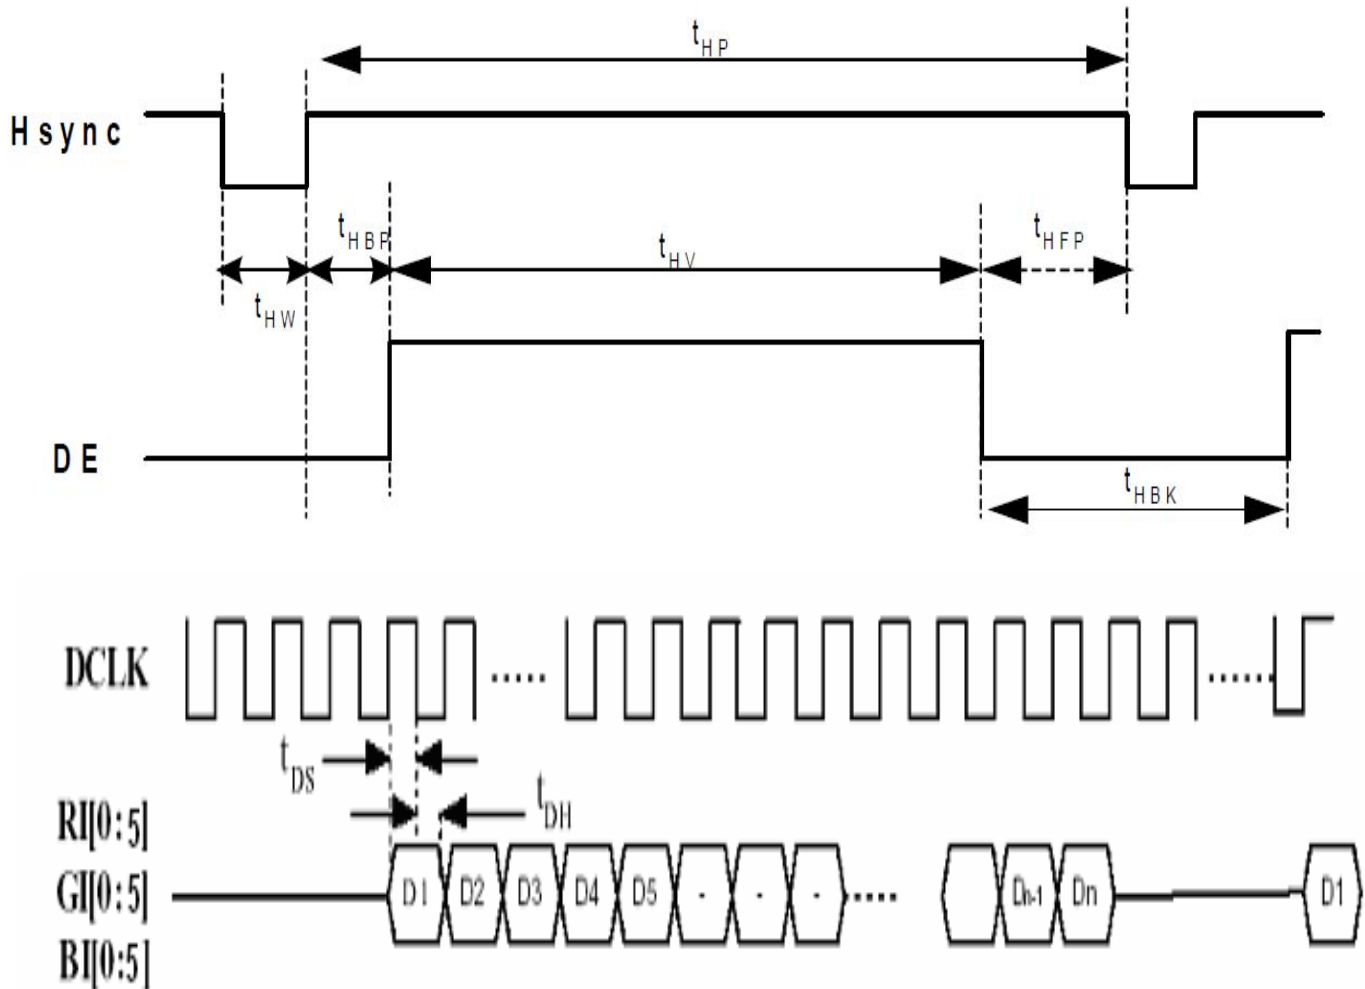 tHP
Hsync
tHBP
tHV
tHFP
tHW
DE
tHBK
DCLK
.....
......
tDS
tDH
RI[0:5]
GI[0:5]
BI[0:5]
D1 D2 D3 D4 D5 - - - ..... Dn-1 Dn D1